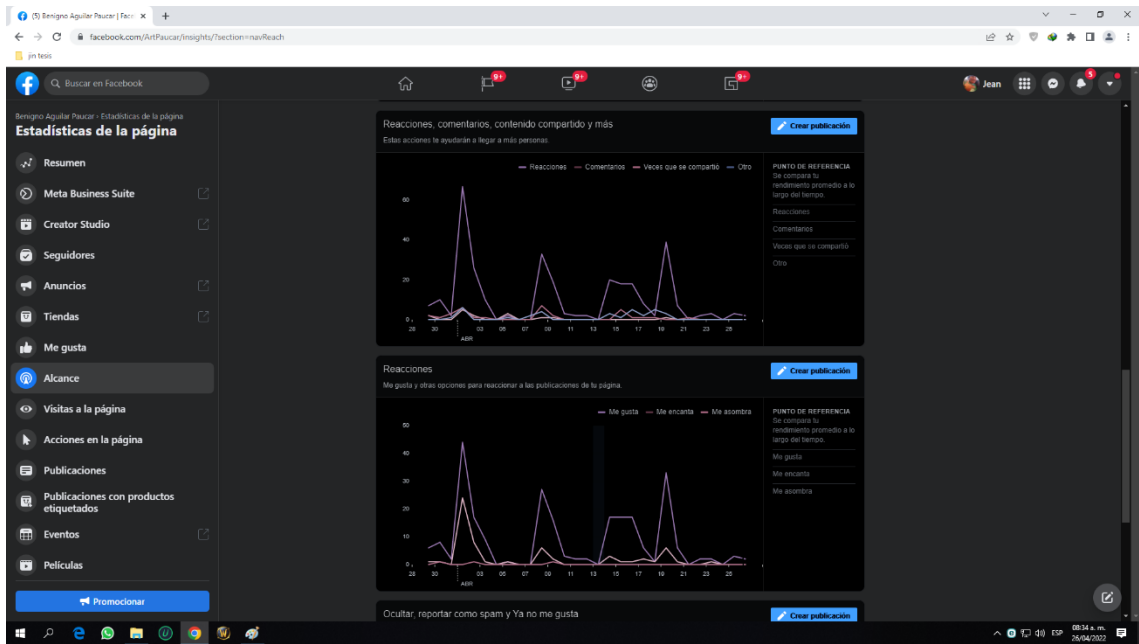 (5) Benigno Aguilar Paucar | Face
facebook.com/ArtPaucar/insights/?section=navReach
jin tesis
Buscar en Facebook
9+
9+
9+
Jean
5
Benigno Aguilar Paucar › Estadísticas de la página
Estadísticas de la página
Resumen
Meta Business Suite
Creator Studio
Seguidores
Anuncios
Tiendas
Me gusta
Alcance
Visitas a la página
Acciones en la página
Publicaciones
Publicaciones con productos
etiquetados
Eventos
Películas
Promocionar
Reacciones, comentarios, contenido compartido y más
Crear publicación
Estas acciones te ayudarán a llegar a más personas.
Reacciones Comentarios Veces que se compartió Otro
PUNTO DE REFERENCIA
Se compara tu
rendimiento promedio a lo
largo del tiempo.
Reacciones
Comentarios
Veces que se compartió
Otro
60
40
20
0
28 30 03 05 07 09 11 13 15 17 19 21 23 25
ABR
Reacciones
Crear publicación
Me gusta y otras opciones para reaccionar a las publicaciones de tu página.
Me gusta Me encanta Me asombra
PUNTO DE REFERENCIA
Se compara tu
rendimiento promedio a lo
largo del tiempo.
Me gusta
Me encanta
Me asombra
50
40
30
20
10
0
28 30 03 05 07 09 11 13 15 17 19 21 23 25
ABR
Ocultar, reportar como spam y Ya no me gusta
Crear publicación
ESP
08:34 a. m.
26/04/2022